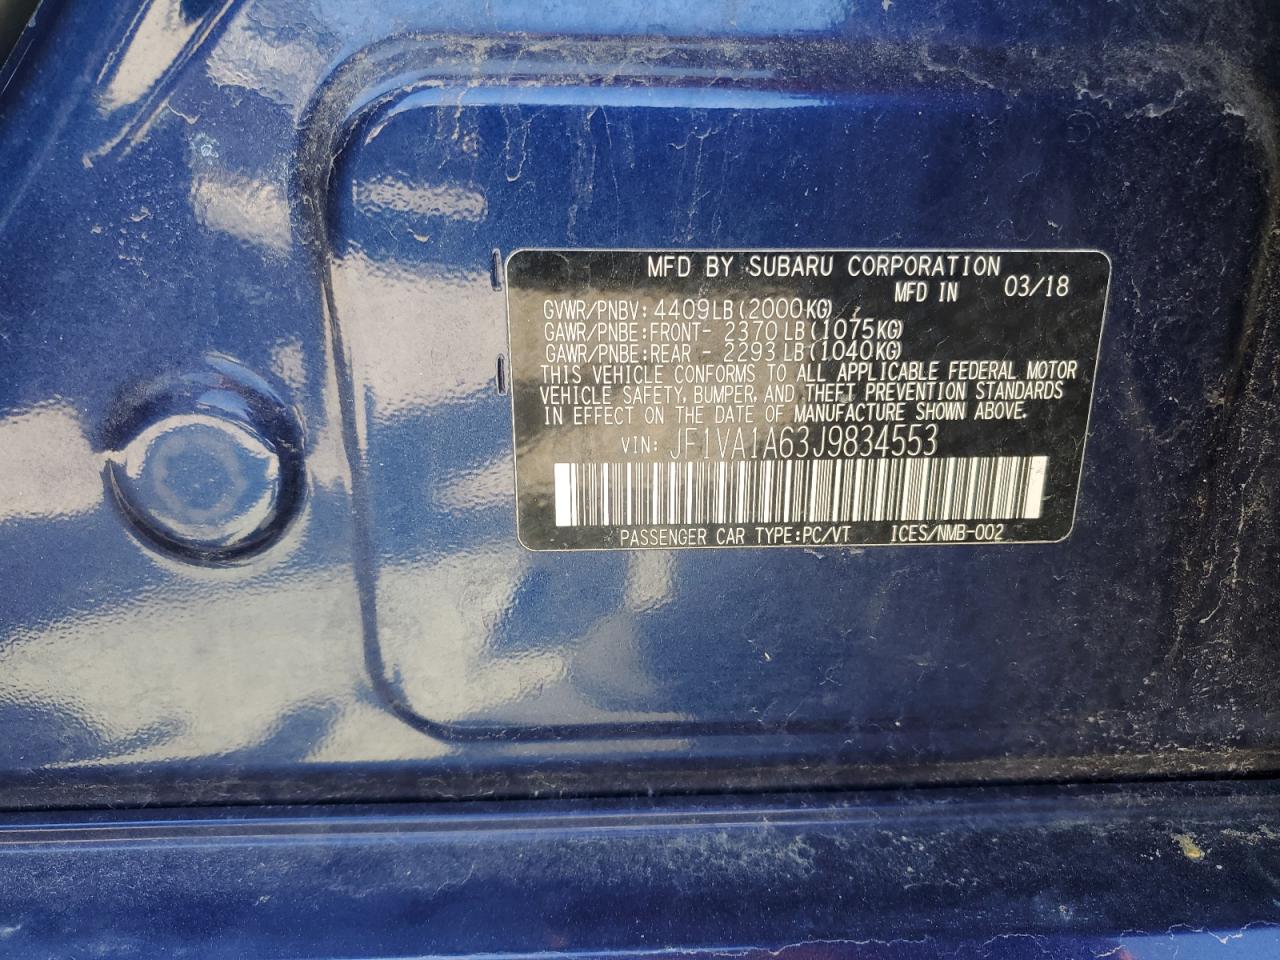 MFD BY SUBARU CORPORATION
MFD IN 03/18
GVWR/PNBV: 4409LB(2000KG)
GAWR/PNBE:FRONT- 2370 LB(1075KG)
GAWR/PNBE:REAR - 2293 LB(1040KG)
THIS VEHICLE CONFORMS TO ALL APPLICABLE FEDERAL MOTOR
VEHICLE SAFETY, BUMPER, AND THEFT PREVENTION STANDARDS
IN EFFECT ON THE DATE OF MANUFACTURE SHOWN ABOVE.
VIN: JF1VA1A63J9834553
PASSENGER CAR TYPE:PC/VT ICES/NMB-002